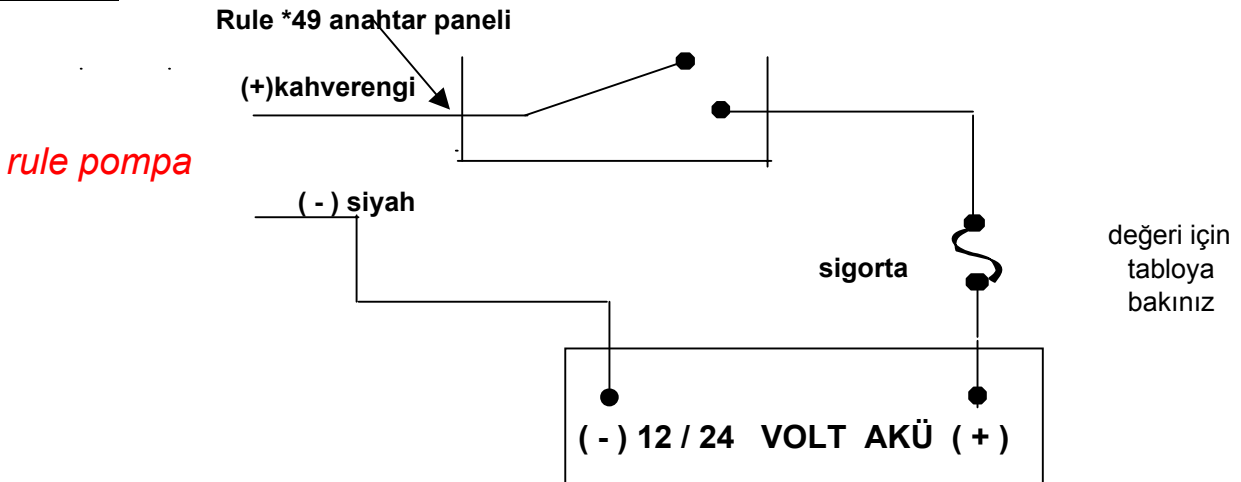 Rule *49 anahtar paneli
(+)kahverengi
rule pompa
( - ) siyah
sigorta
değeri için
tabloya
bakınız
( - ) 12 / 24 VOLT AKÜ ( + )